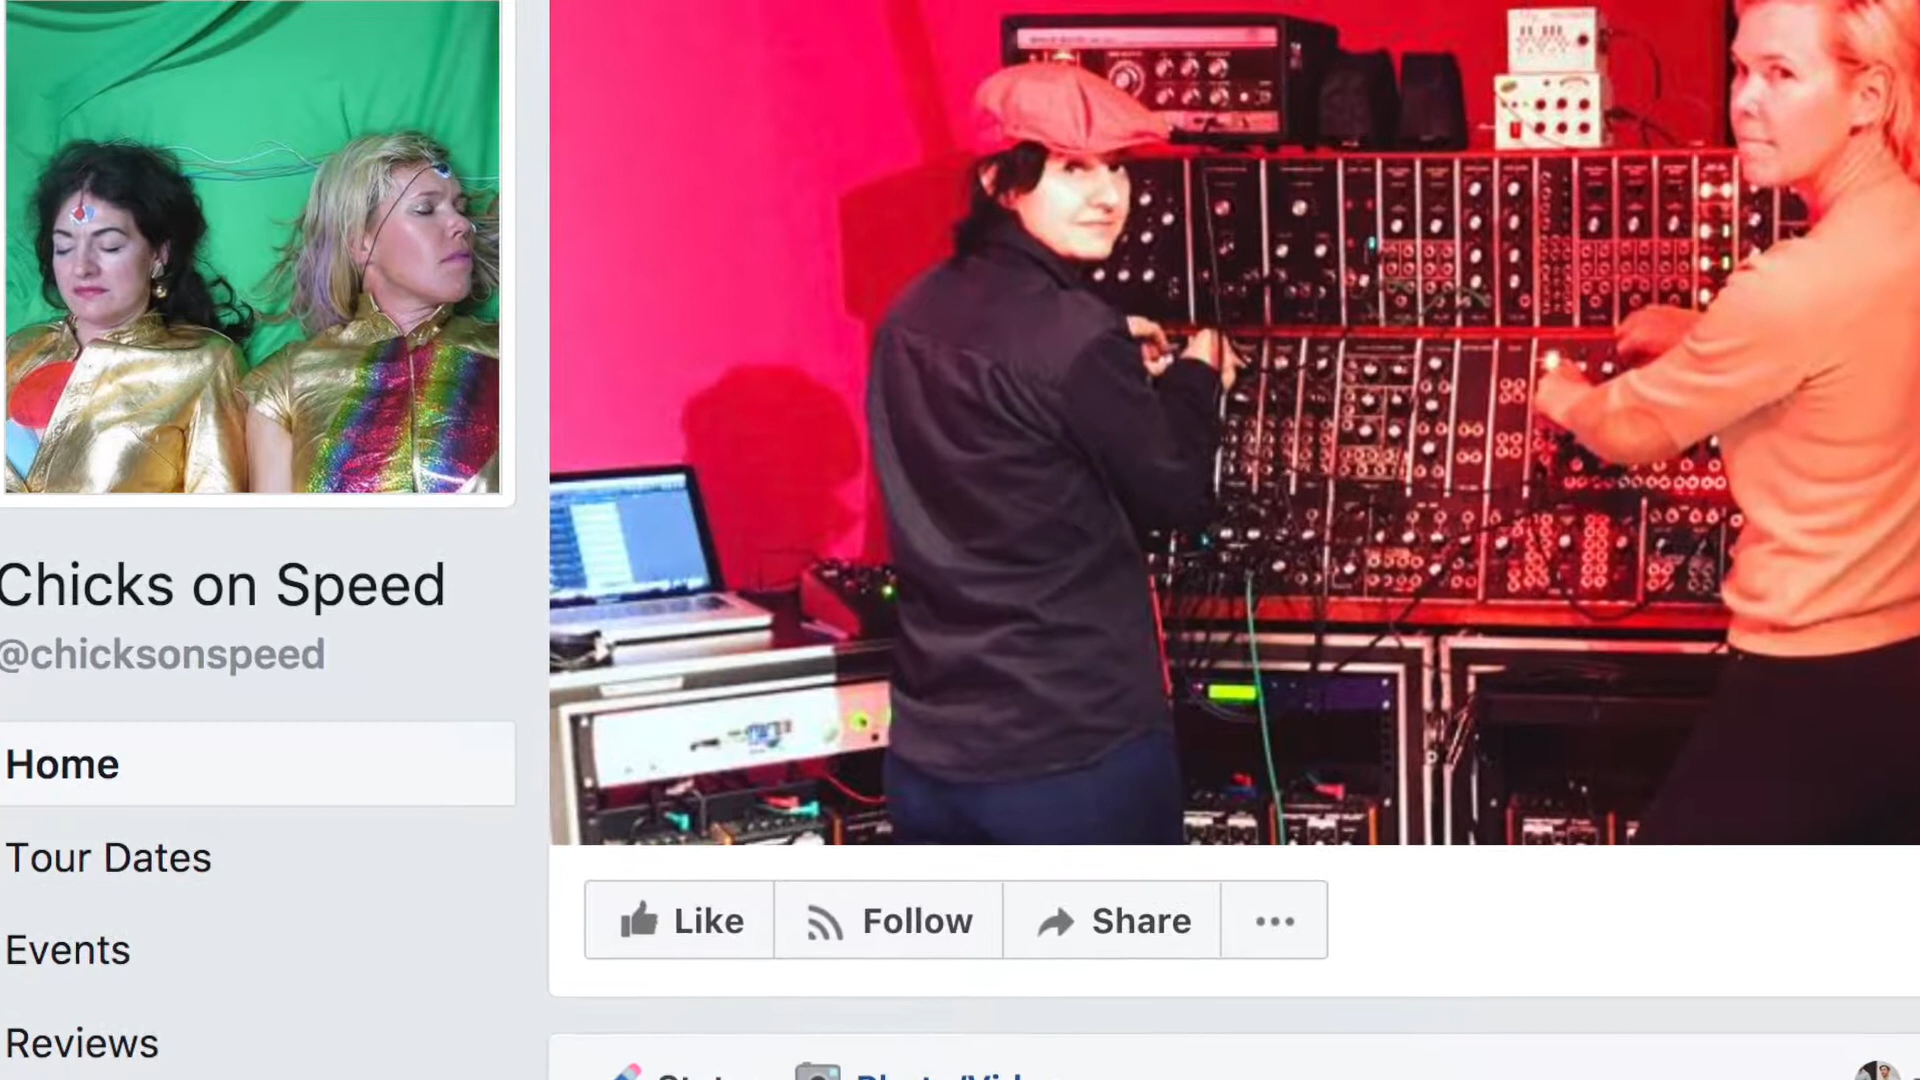 Chicks on Speed
@chicksonspeed
Home
Tour Dates
Events
Reviews
Like Follow Share